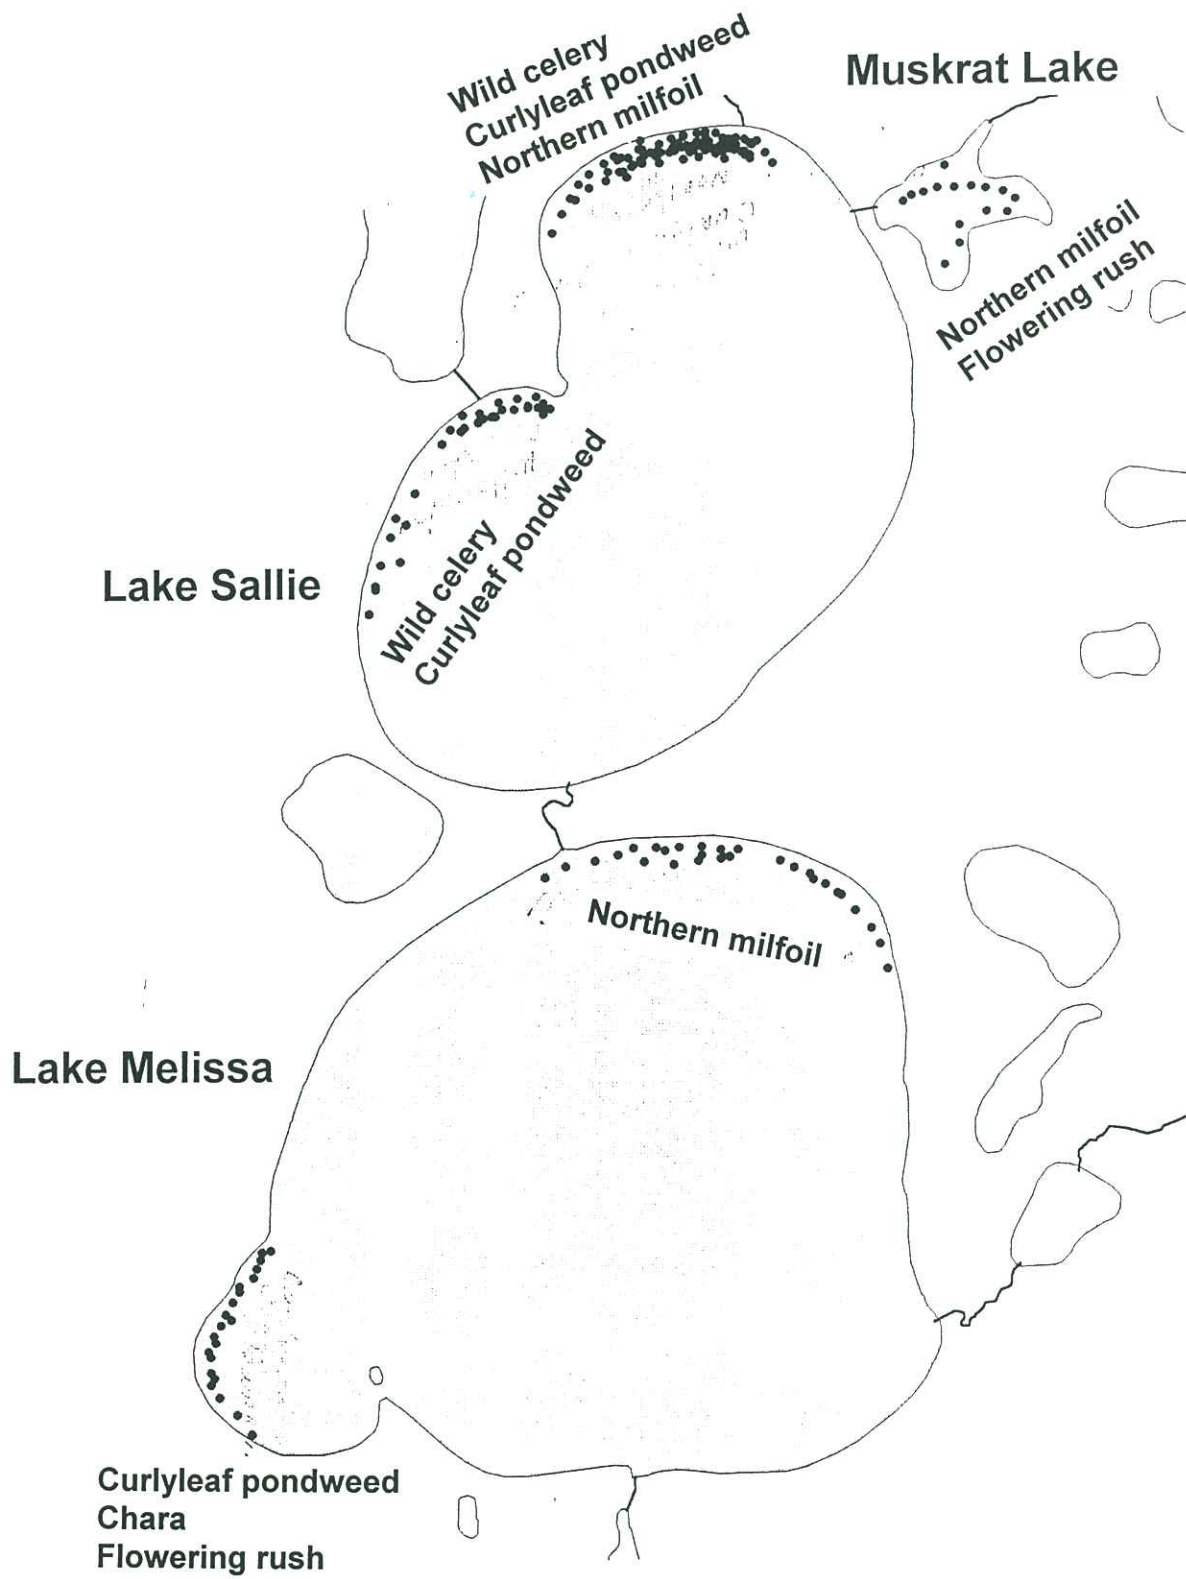 Wild celery
Curlyleaf pondweed
Northern milfoil
Muskrat Lake
Northern milfoil
Flowering rush
Lake Sallie
Wild celery
Curlyleaf pondweed
Northern milfoil
Lake Melissa
Curlyleaf pondweed
Chara
Flowering rush